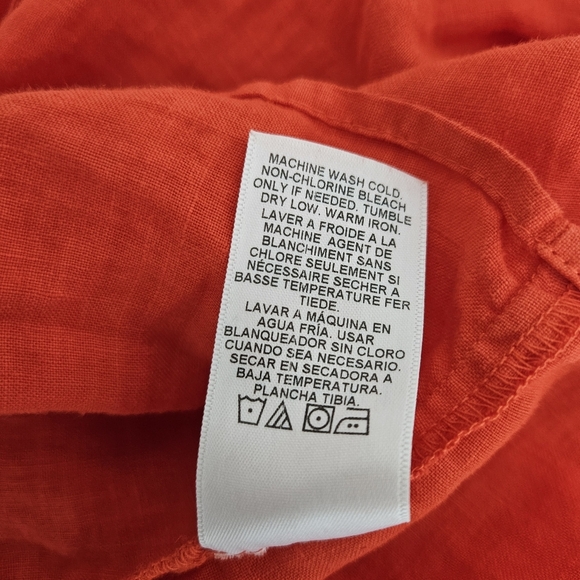 MACHINE WASH COLD.
NON-CHLORINE BLEACH
ONLY IF NEEDED. TUMBLE
DRY LOW. WARM IRON.
LAVER A FROIDE A LA
MACHINE AGENT DE
BLANCHIMENT SANS
CHLORE SEULEMENT SI
NÉCESSAIRE SECHER A
BASSE TEMPERATURE FER
TIEDE.
LAVAR A MÁQUINA EN
AGUA FRÍA. USAR
BLANQUEADOR SIN CLORO
CUANDO SEA NECESARIO.
SECAR EN SECADORA A
BAJA TEMPERATURA.
PLANCHA TIBIA.